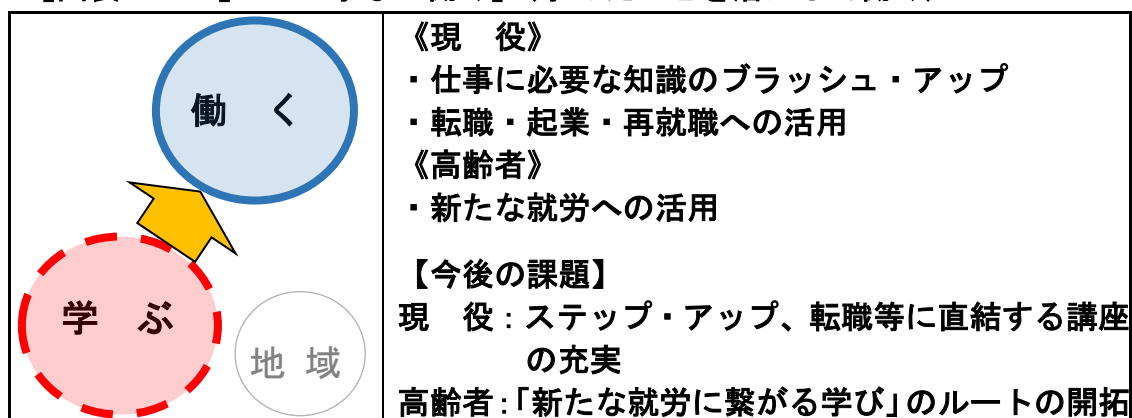 働 く
学 ぶ
地 域
《現 役》
・仕事に必要な知識のブラッシュ・アップ
・転職・起業・再就職への活用
《高齢者》
・新たな就労への活用
【今後の課題】
現 役:ステップ・アップ、転職等に直結する講座
の充実
高齢者:「新たな就労に繋がる学び」のルートの開拓